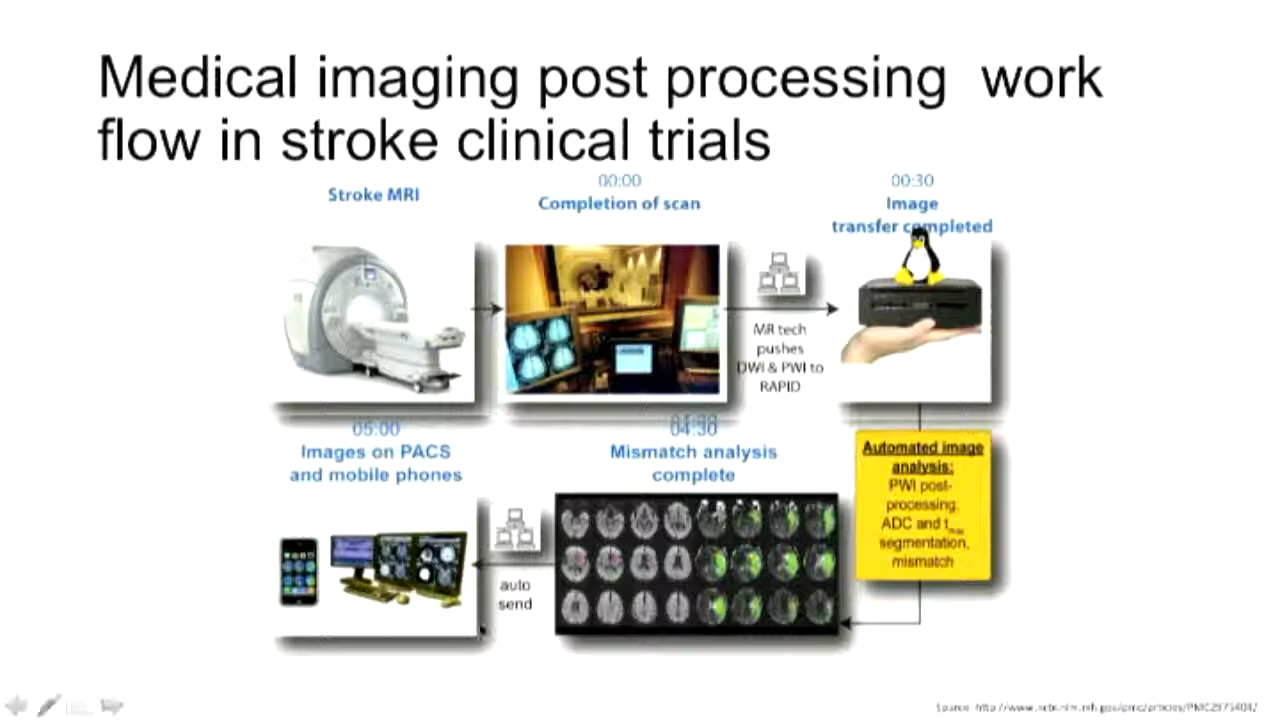 Medical imaging post processing work
flow in stroke clinical trials
Stroke MRI
00:00
Completion of scan
00:30
Image
transfer completed
MR tech
pushes
DWI & PWI to
RAPID
Automated image
analysis:
PWI post-
processing,
ADC and tmax
segmentation,
mismatch
04:30
Mismatch analysis
complete
auto
send
05:00
Images on PACS
and mobile phones